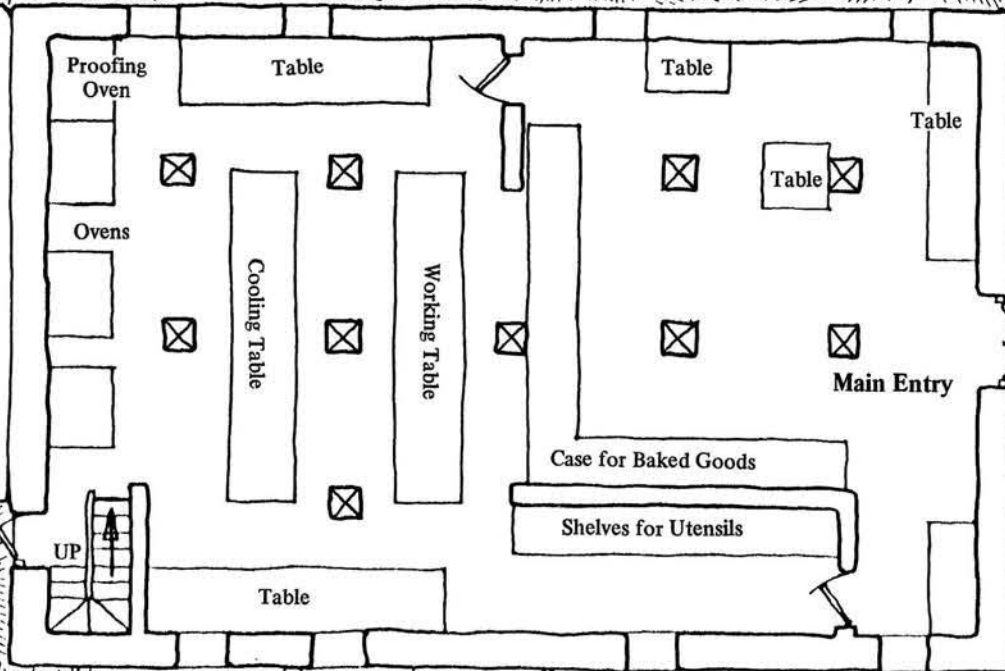 Proofing
Oven
Table
Table
Table
Table
Ovens
Cooling Table
Working Table
Main Entry
Case for Baked Goods
Shelves for Utensils
UP
Table